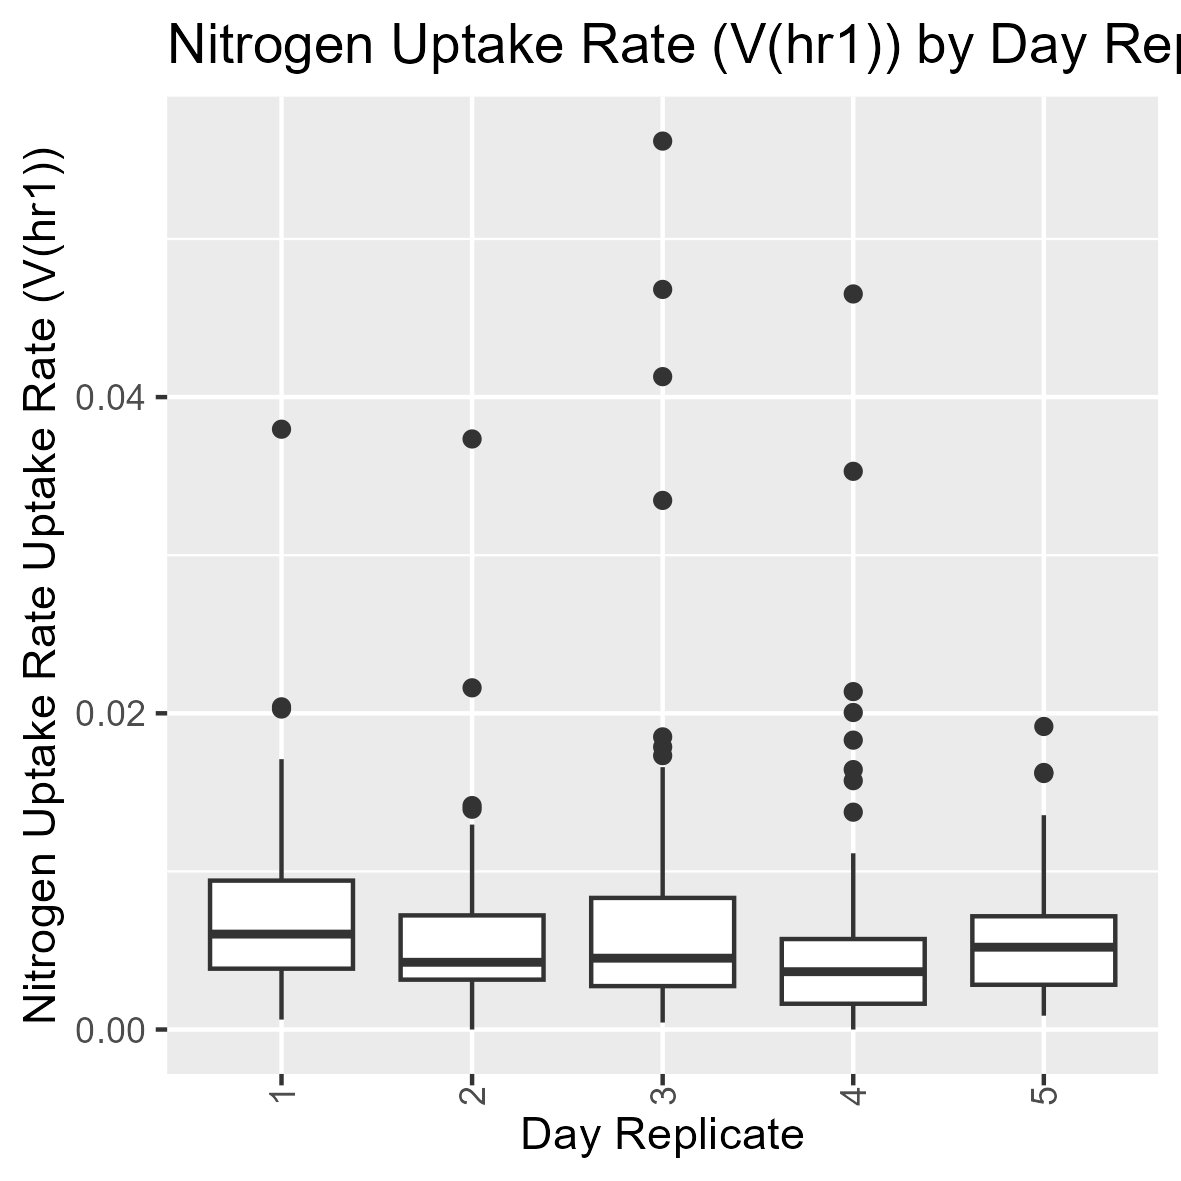 Nitrogen Uptake Rate (V(hr1)) by Day Rep
Nitrogen Uptake Rate Uptake Rate (V(hr1))
0.04
0.02
0.00
1 2 3 4 5
Day Replicate